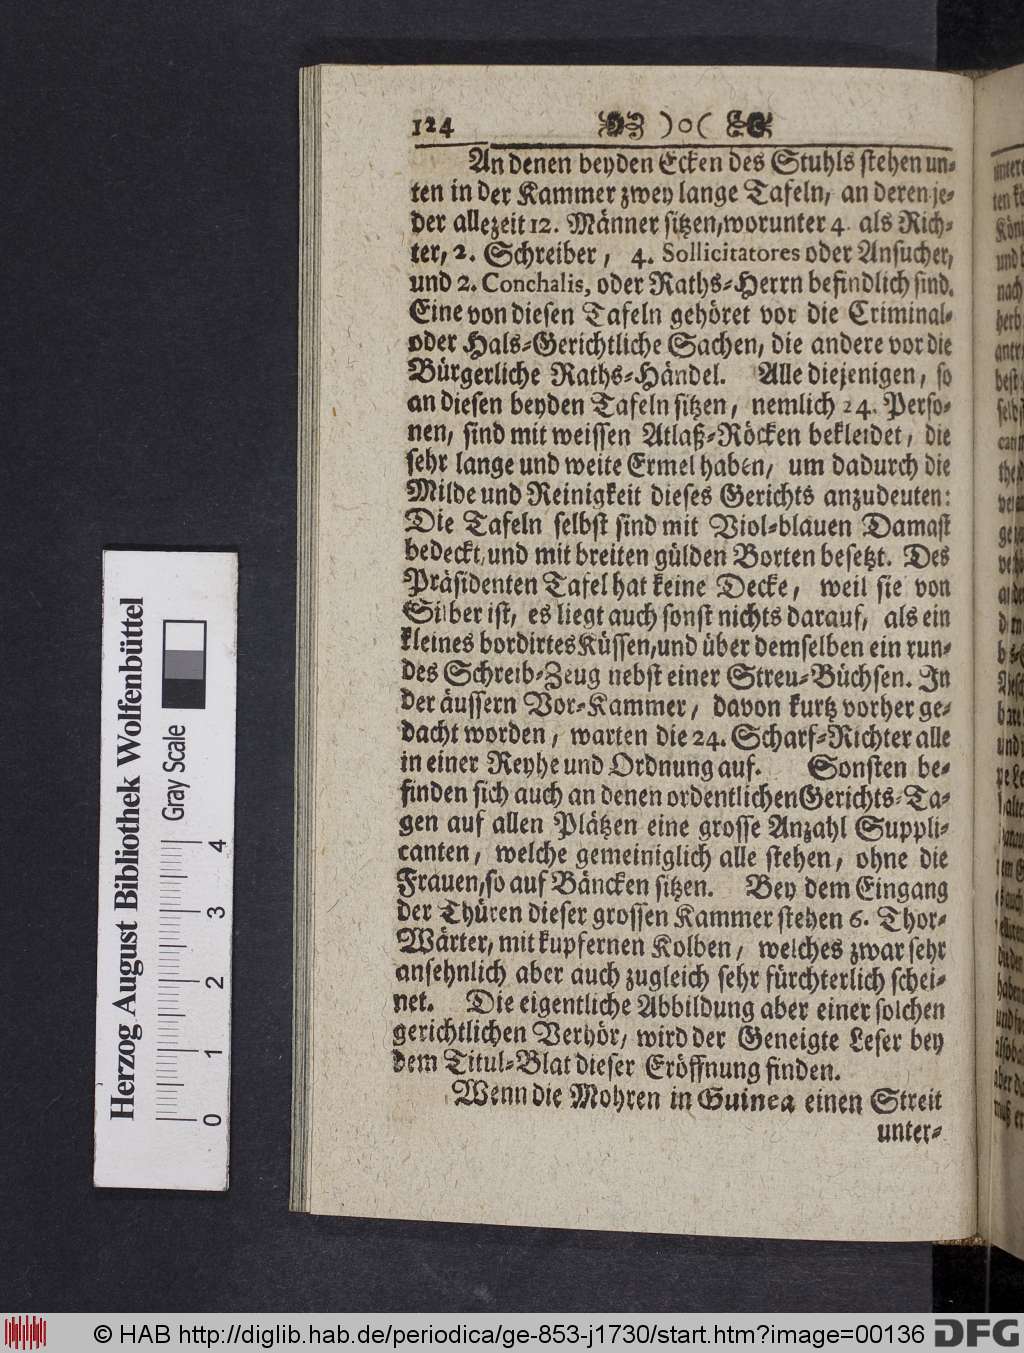 124 )o(
An denen beyden Ecken des Stuhls stehen un-
ten in der Kammer zwey lange Tafeln, an deren je-
der allezeit 12. Männer sitzen, worunter 4. als Rich-
ter, 2. Schreiber, 4. Sollicitatores oder Ansucher,
und 2. Conchalis, oder Raths-Herrn befindlich sind.
Eine von diesen Tafeln gehöret vor die Criminal-
oder Hals-Gerichtliche Sachen, die andere vor die
Bürgerliche Raths-Händel. Alle diejenigen, so
an diesen beyden Tafeln sitzen, nemlich 24. Perso-
nen, sind mit weissen Atlaß-Röcken bekleidet, die
sehr lange und weite Ermel haben, um dadurch die
Milde und Reinigkeit dieses Gerichts anzudeuten:
Die Tafeln selbst sind mit Viol-blauen Damast
bedeckt, und mit breiten gülden Borten besetzt. Des
Präsidenten Tafel hat keine Decke, weil sie von
Silber ist, es liegt auch sonst nichts darauf, als ein
kleines bordirtes Küssen, und über demselben ein run-
des Schreib-Zeug nebst einer Streu-Büchsen. In
der äussern Vor-Kammer, davon kurtz vorher ge-
dacht worden, warten die 24. Scharf-Richter alle
in einer Reyhe und Ordnung auf. Sonsten be-
finden sich auch an denen ordentlichen Gerichts-Ta-
gen auf allen Plätzen eine grosse Anzahl Suppli-
canten, welche gemeiniglich alle stehen, ohne die
Frauen, so auf Bäncken sitzen. Bey dem Eingang
der Thüren dieser grossen Kammer stehen 6. Thor-
Wärter, mit kupfernen Kolben, welches zwar sehr
ansehnlich aber auch zugleich sehr fürchterlich schei-
net. Die eigentliche Abbildung aber einer solchen
gerichtlichen Verhör, wird der Geneigte Leser bey
dem Titul-Blat dieser Eröffnung finden.
Wenn die Mohren in Guinea einen Streit
unter-
Herzog August Bibliothek Wolfenbüttel
Gray Scale
0 1 2 3 4
© HAB http://diglib.hab.de/periodica/ge-853-j1730/start.htm?image=00136
DFG